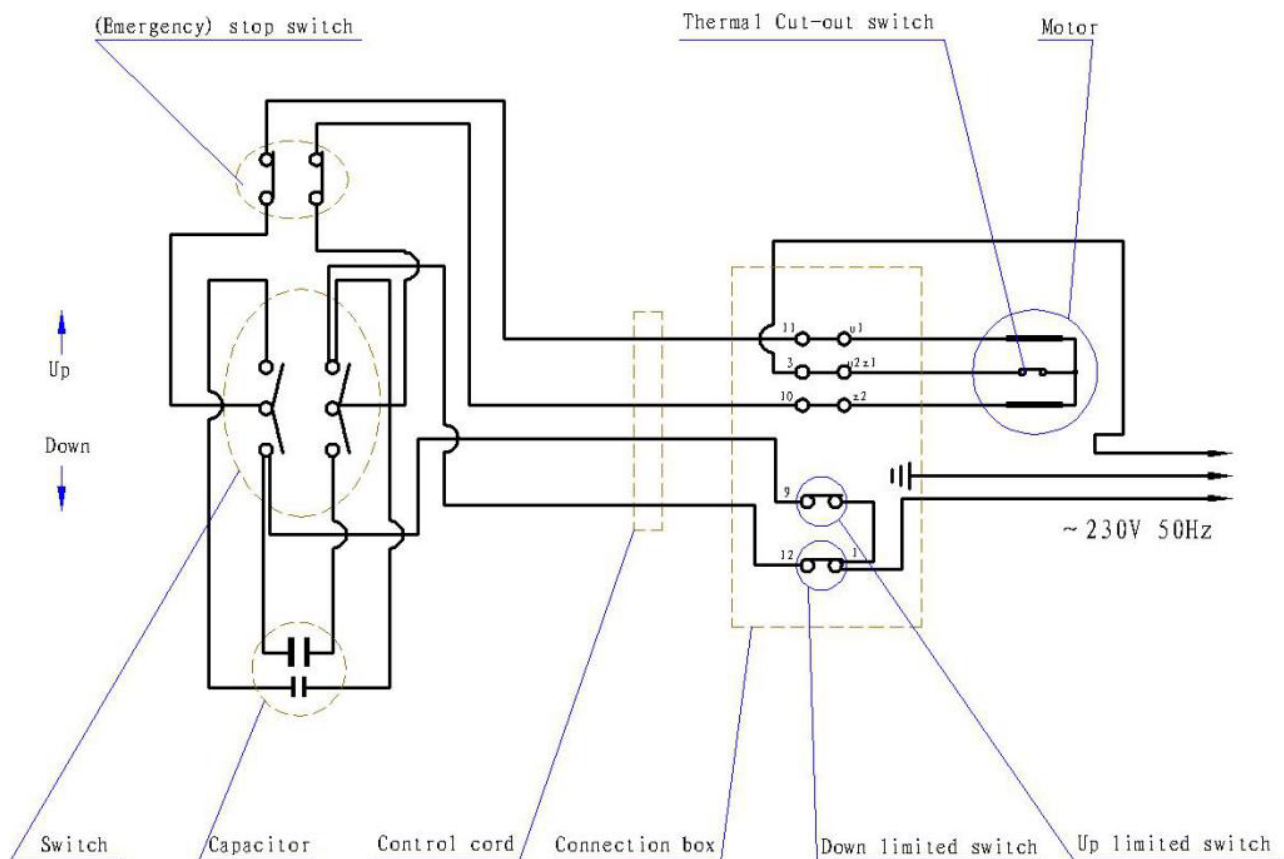 (Emergency) stop switch
Thermal Cut-out switch
Motor
Up
Down
11
u1
3
u2z1
10
z2
9
12
1
~230V 50Hz
Switch
Capacitor
Control cord
Connection box
Down limited switch
Up limited switch